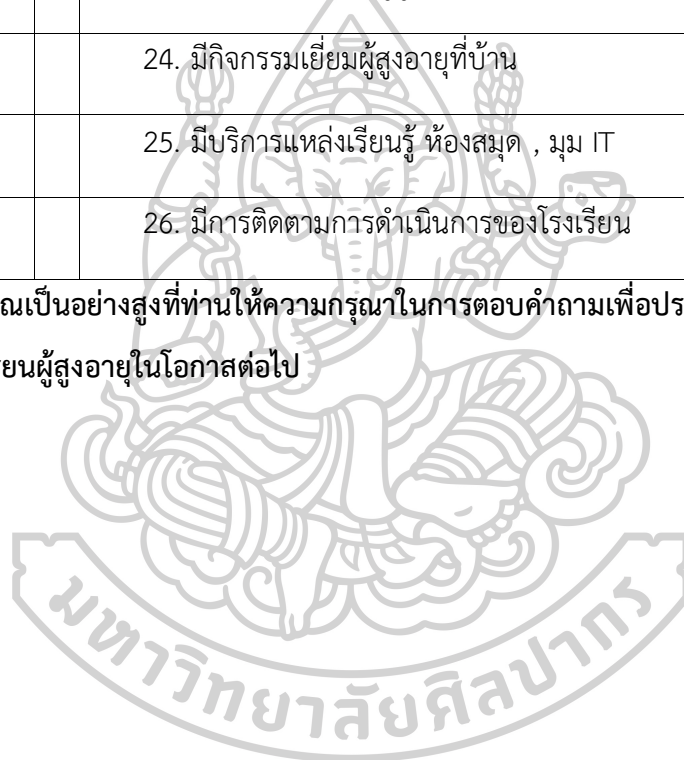 24. มีกิจกรรมเยี่ยมผู้สูงอายุที่บ้าน
25. มีบริการแหล่งเรียนรู้ ห้องสมุด , มุม IT
26. มีการติดตามการดำเนินการของโรงเรียน
ณเป็นอย่างสูงที่ท่านให้ความกรุณาในการตอบคำถามเพื่อประ
ยนผู้สูงอายุในโอกาสต่อไป
มหาวิทยาลัยศิลปากร